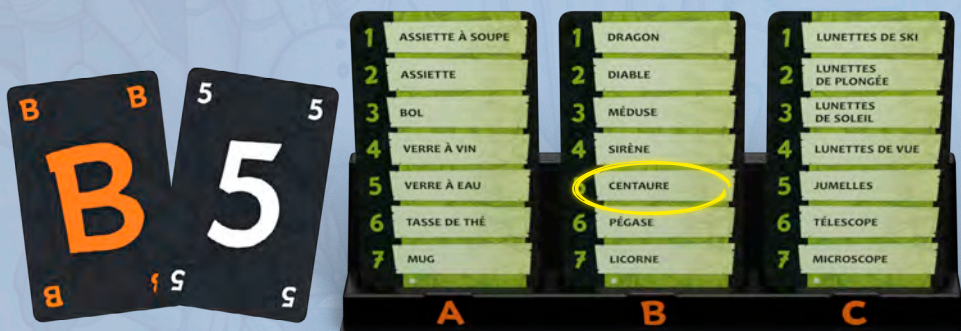 B B
B
B
5 5
5
5 5
1 ASSIETTE À SOUPE
2 ASSIETTE
3 BOL
4 VERRE À VIN
5 VERRE À EAU
6 TASSE DE THÉ
7 MUG
A
1 DRAGON
2 DIABLE
3 MÉDUSE
4 SIRÈNE
CENTAURE
6 PÉGASE
7 LICORNE
B
1 LUNETTES DE SKI
2 LUNETTES
DE PLONGÉE
3 LUNETTES
DE SOLEIL
4 LUNETTES DE VUE
5 JUMELLES
6 TÉLESCOPE
7 MICROSCOPE
C